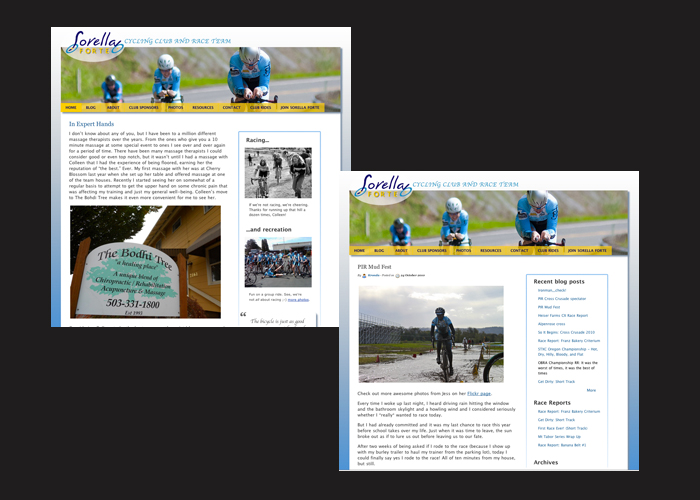 Sorella
FORTE
CYCLING CLUB AND RACE TEAM
HOME BLOG ABOUT CLUB SPONSORS PHOTOS RESOURCES CONTACT CLUB RIDES JOIN SORELLA FORTE
In Expert Hands
I don't know about any of you, but I have been to a million different
massage therapists over the years. From the ones who give you a 10
minute massage at some special event to ones I see over and over again
for a period of time. There have been many massage therapists I could
consider good or even top notch, but it wasn't until I had a massage with
Colleen that I had the experience of being floored, earning her the
reputation of "the best." Ever. My first massage with her was at Cherry
Blossom last year when she set up her table and offered massage at one
of the team houses. Recently I started seeing her on somewhat of a
regular basis to attempt to get the upper hand on some chronic pain that
was affecting my training and just my general well-being. Colleen's move
to The Bohdi Tree makes it even more convenient for me to see her.
The Bodhi Tree
"a healing place"
A unique blend of
Chiropractic | Rehabilitation
Acupuncture & Massage
503-331-1800
Est 1995
Racing...
If we're not racing, we're cheering.
Thanks for running up that hill a
dozen times, Colleen!
...and recreation
Fun on a group ride. See, we're
not all about racing :-) more photos
“ The bicycle is just as good
Sorella
FORTE
CYCLING CLUB AND RACE TEAM
HOME BLOG ABOUT CLUB SPONSORS PHOTOS RESOURCES CONTACT CLUB RIDES JOIN SORELLA FORTE
PIR Mud Fest
Check out more awesome photos from Jess on her Flickr page.
Every time I woke up last night, I heard driving rain hitting the window
and the bathroom skylight and a howling wind and I considered seriously
whether I *really* wanted to race today.
But I had already committed and it was my last chance to race this year
before school takes over my life. Just when it was time to leave, the sun
broke out as if to lure us out before leaving us to our fate.
After two weeks of being asked if I rode to the race (because I show up
with my burley trailer to haul my trainer from the parking lot), today I
could finally say yes I rode to the race! All of ten minutes from my house,
but still.
Recent blog posts
PIR Crush Crusade spectator
PIR Mud Fest
Heiser Farms CX Race Report
Alpenrose cross
So It Begins: Cross Crusade 2010
Race Report: Franz Bakery Criterium
STXC Oregon Championship - Hot,
Dry, Hilly, Bloody, and Fun
OBRA Championship RR: It was the
worst of times, it was the best of
times
Get Dirty: Short Track
More
Race Reports
Race Report: Franz Bakery Criterium
Get Dirty: Short Track
First Race Ever! (Short Track)
Mt Tabor Series Wrap Up
Race Report: Banana Belt #1
Archives